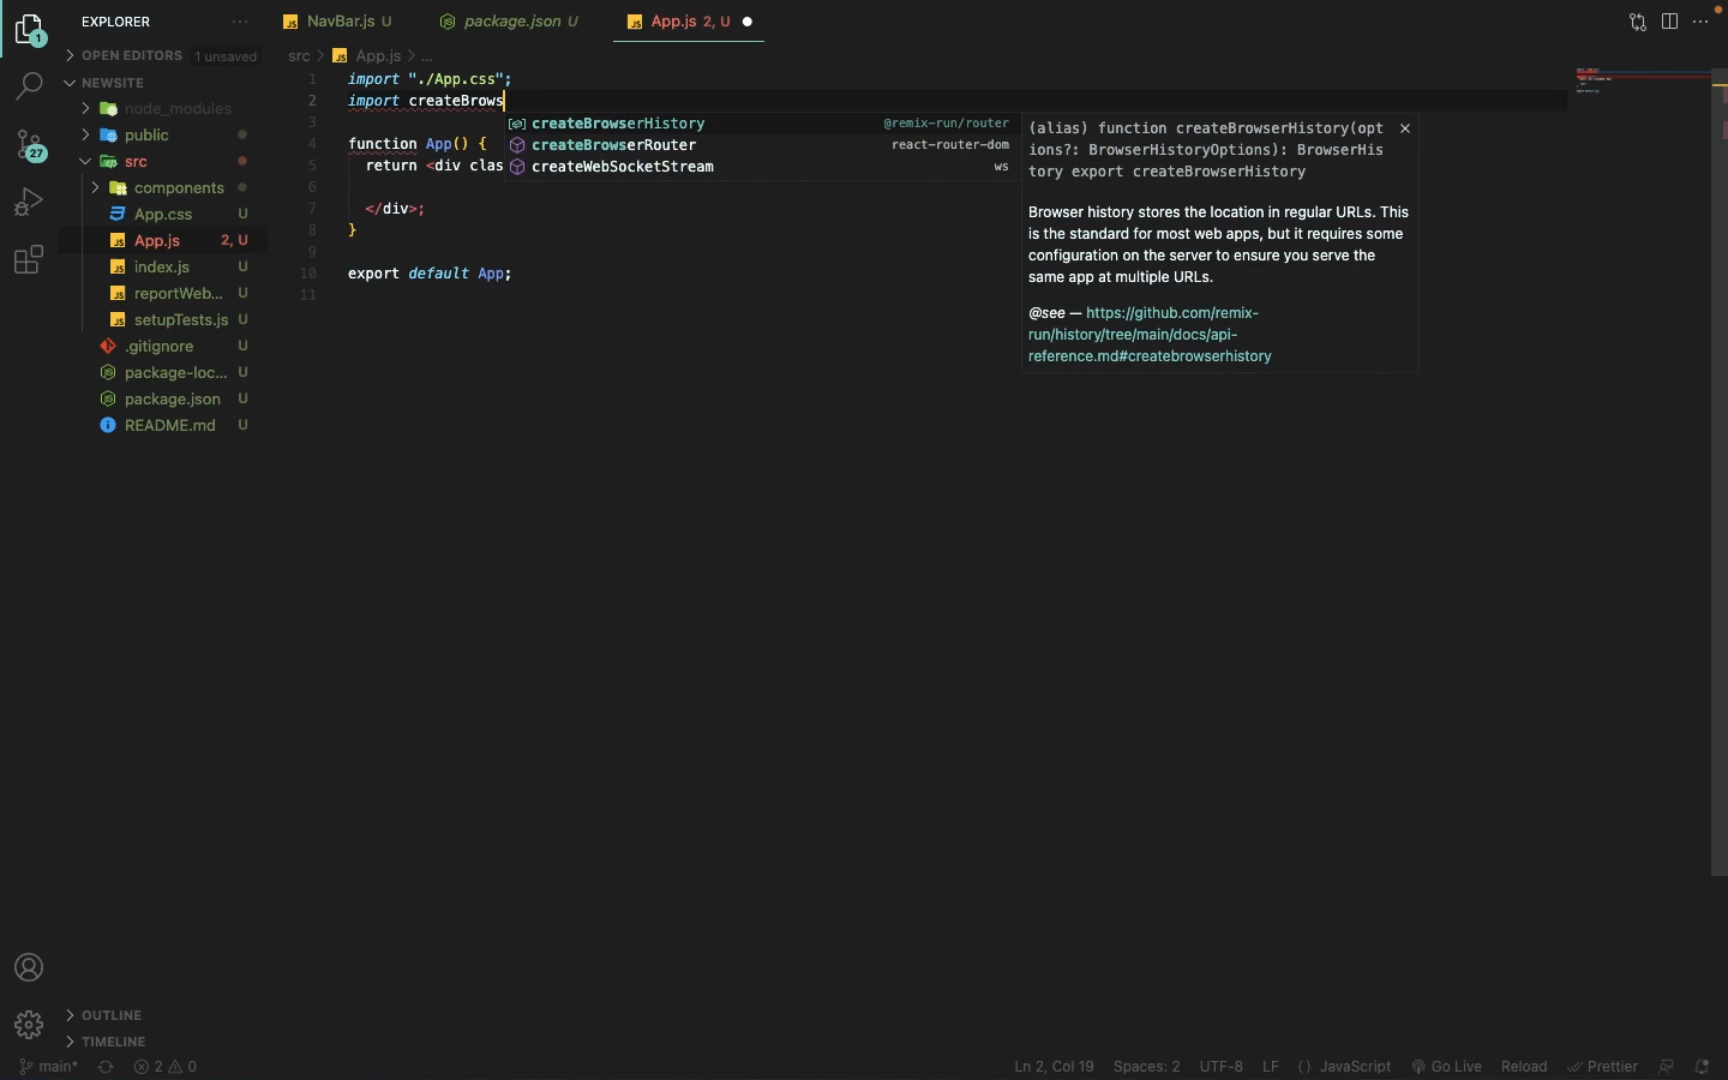 EXPLORER
OPEN EDITORS 1 unsaved
NEWSITE
node_modules
public
src
components
App.css U
App.js 2, U
index.js U
reportWeb... U
setupTests.js U
.gitignore U
package-loc... U
package.json U
README.md U
OUTLINE
TIMELINE
1
27
NavBar.js U
package.json U
App.js 2, U
src > App.js > ...
1 import "./App.css";
2 import createBrows
3
4 function App() {
5 return <div clas
6
7 </div>;
8 }
9
10 export default App;
11
createBrowserHistory @remix-run/router
createBrowserRouter react-router-dom
createWebSocketStream ws
(alias) function createBrowserHistory(opt
ions?: BrowserHistoryOptions): BrowserHis
tory export createBrowserHistory
Browser history stores the location in regular URLs. This
is the standard for most web apps, but it requires some
configuration on the server to ensure you serve the
same app at multiple URLs.
@see — https://github.com/remix-
run/history/tree/main/docs/api-
reference.md#createbrowserhistory
main* 2 0 Ln 2, Col 19 Spaces: 2 UTF-8 LF {} JavaScript Go Live Reload Prettier